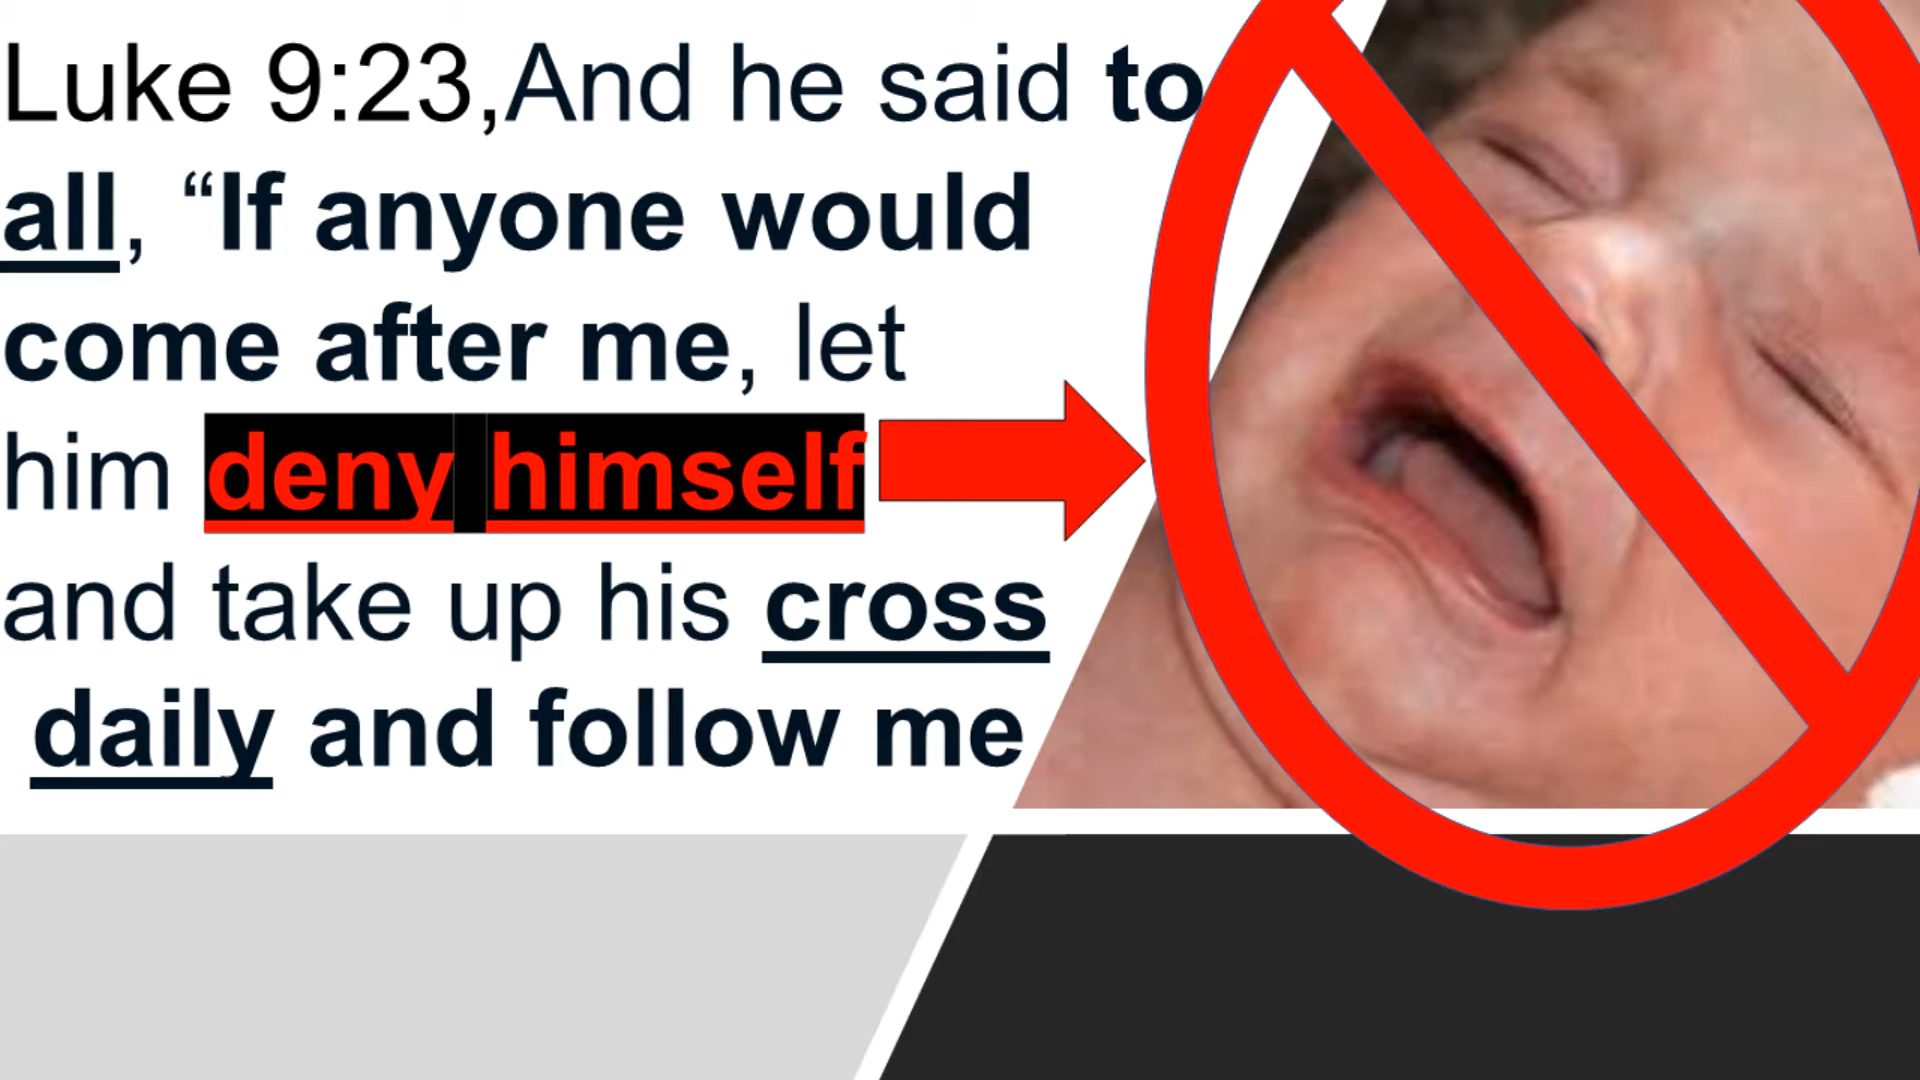 Luke 9:23,And he said to
all, “If anyone would
come after me, let
him deny himself
and take up his cross
daily and follow me